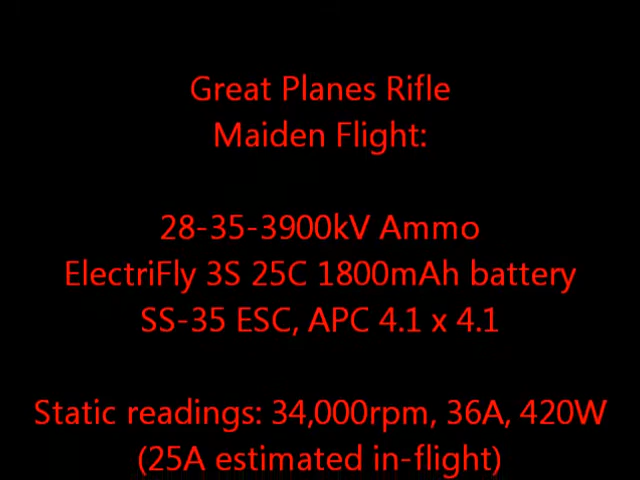 Great Planes Rifle
Maiden Flight:
28-35-3900kV Ammo
ElectriFly 3S 25C 1800mAh battery
SS-35 ESC, APC 4.1 x 4.1
Static readings: 34,000rpm, 36A, 420W
(25A estimated in-flight)